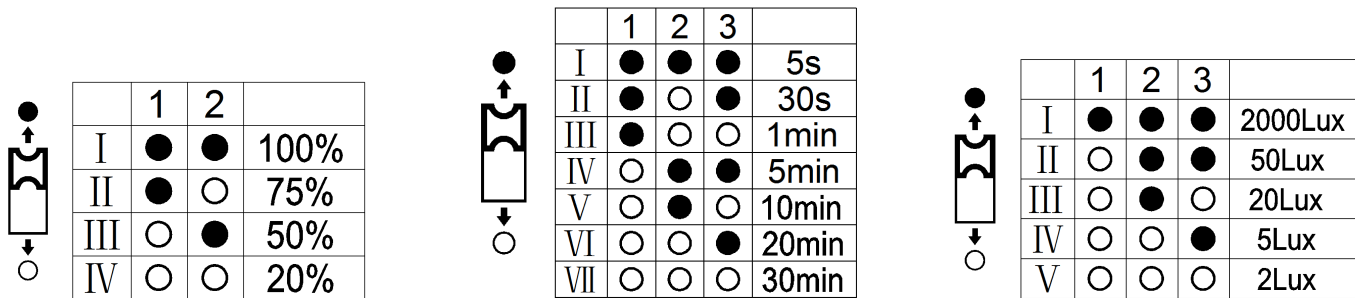 1 2
I ● ● 100%
II ● ○ 75%
III ○ ● 50%
IV ○ ○ 20%
1 2 3
I ● ● ● 5s
II ● ○ ● 30s
III ● ○ ○ 1min
IV ○ ● ● 5min
V ○ ● ○ 10min
VI ○ ○ ● 20min
VII ○ ○ ○ 30min
1 2 3
I ● ● ● 2000Lux
II ○ ● ● 50Lux
III ○ ● ○ 20Lux
IV ○ ○ ● 5Lux
V ○ ○ ○ 2Lux